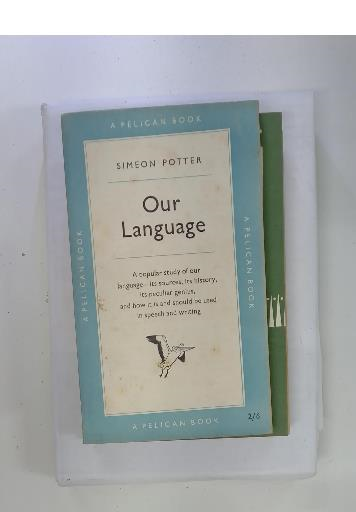 A PELICAN BOOK
SIMEON POTTER
Our
Language
A popular study of our
language—its sources, its history,
its peculiar genius,
and how it is and should be used
in speech and writing
A PELICAN BOOK
A PELICAN BOOK
A PELICAN BOOK
2/6